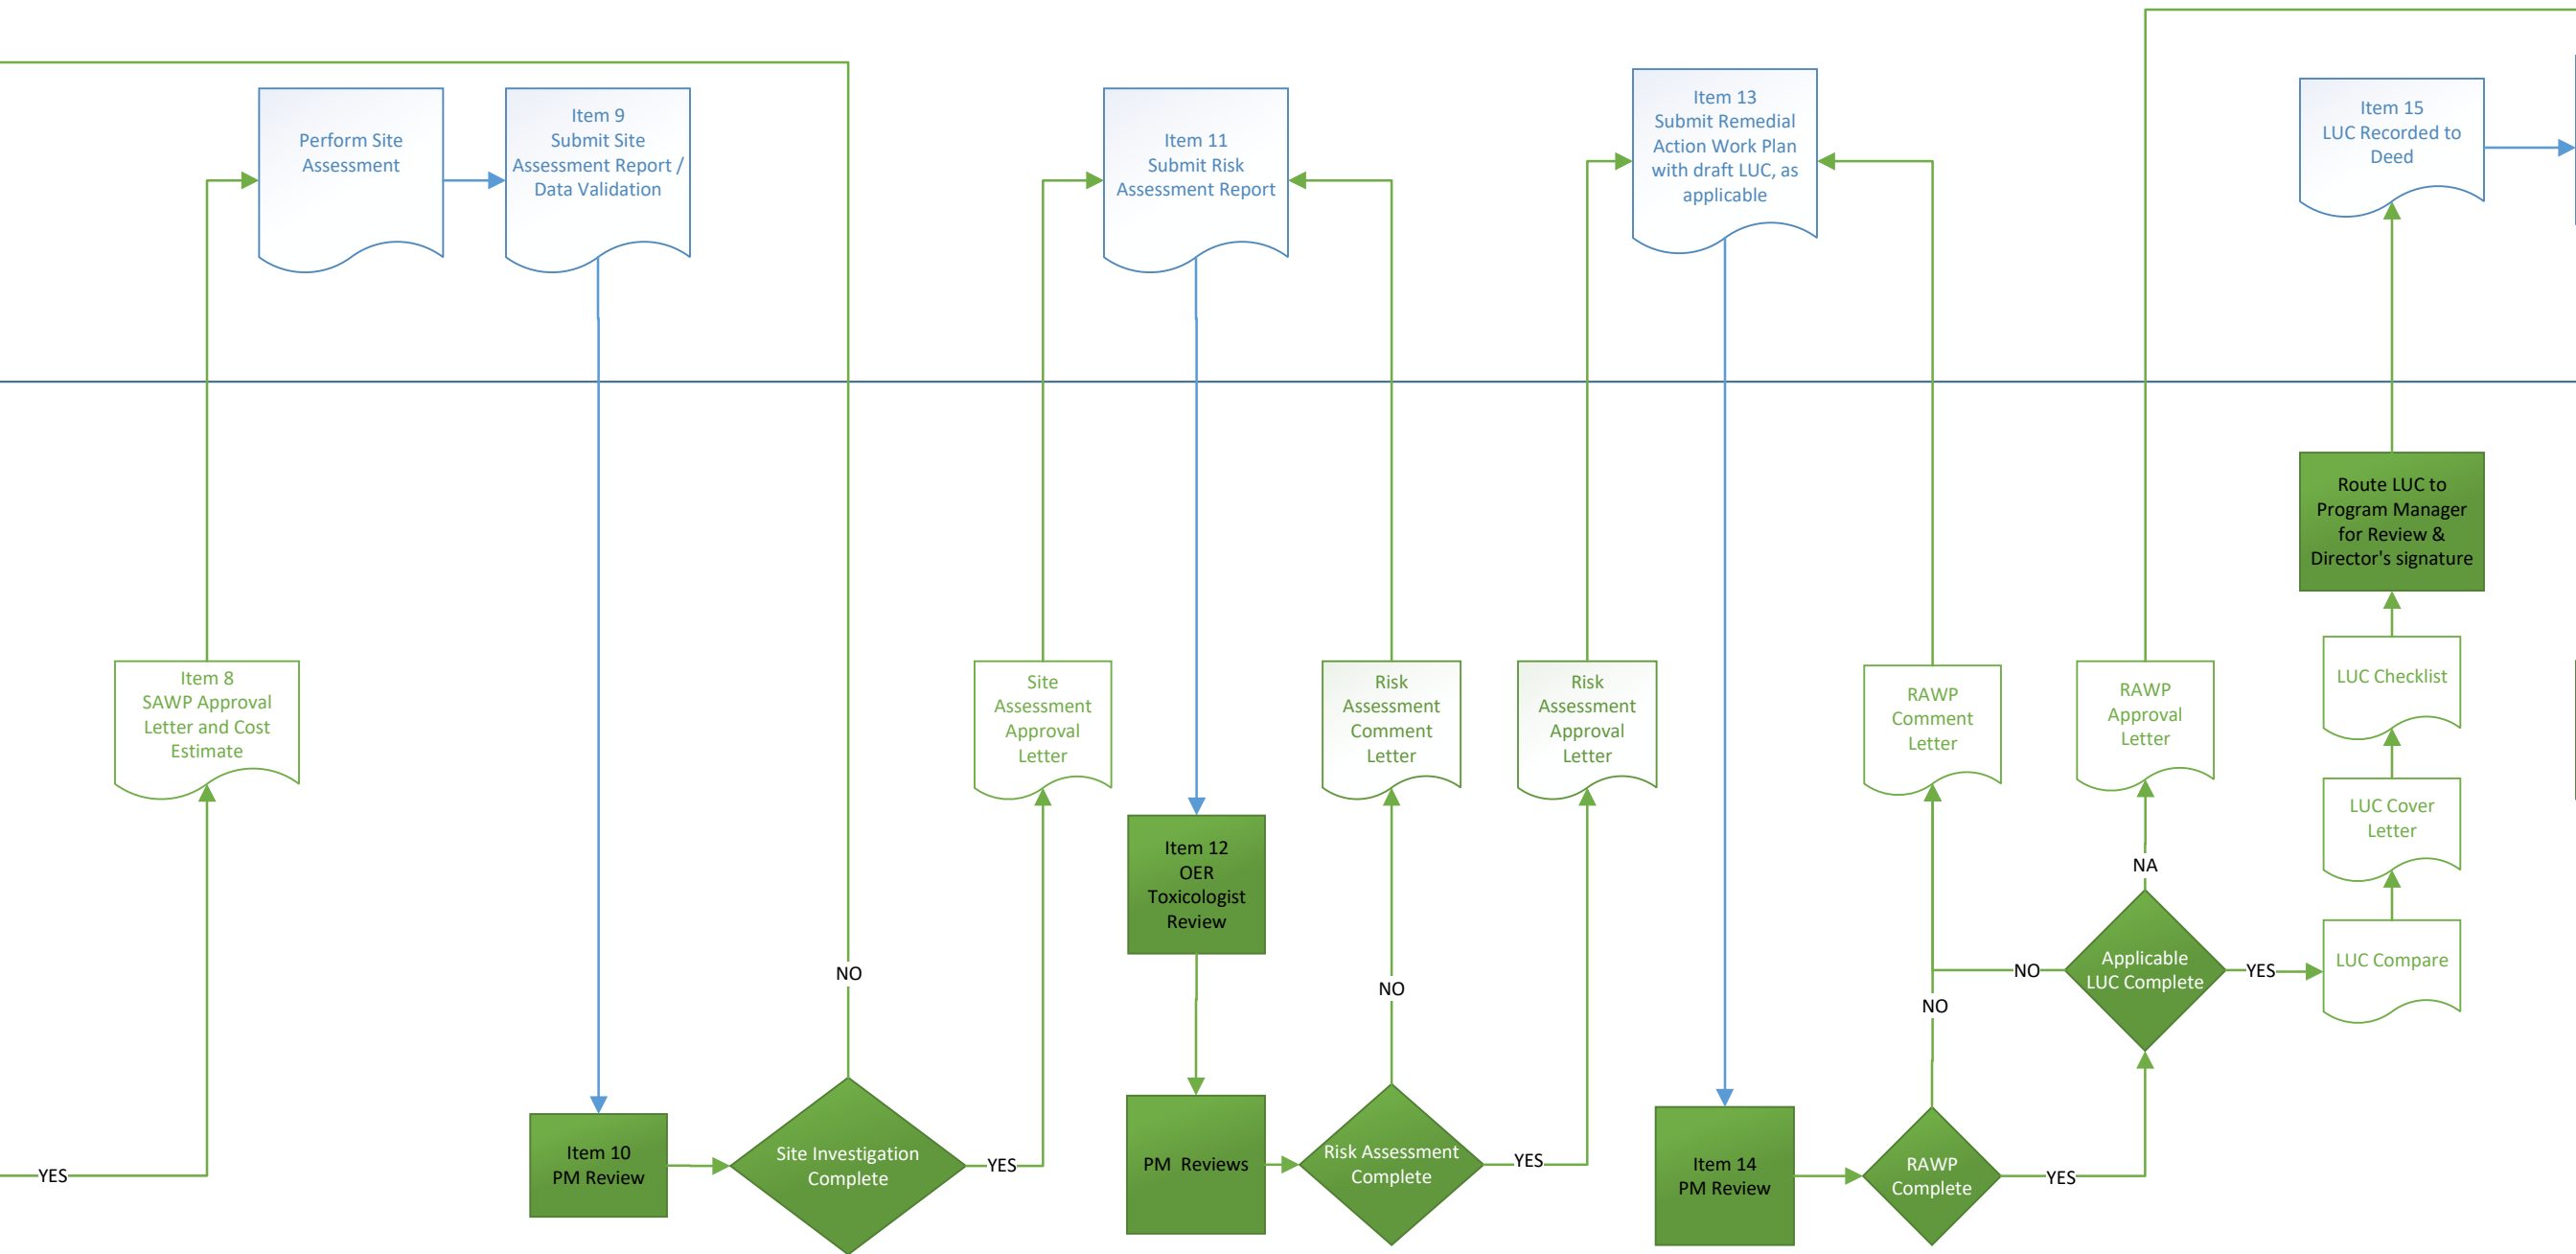 Perform Site
Assessment
Item 9
Submit Site
Assessment Report /
Data Validation
Item 11
Submit Risk
Assessment Report
Item 13
Submit Remedial
Action Work Plan
with draft LUC, as
applicable
Item 15
LUC Recorded to
Deed
Route LUC to
Program Manager
for Review &
Director's signature
Item 8
SAWP Approval
Letter and Cost
Estimate
Site
Assessment
Approval
Letter
Risk
Assessment
Comment
Letter
Risk
Assessment
Approval
Letter
RAWP
Comment
Letter
RAWP
Approval
Letter
LUC Checklist
LUC Cover
Letter
LUC Compare
Item 12
OER
Toxicologist
Review
NA
NO
NO
NO
NO
Applicable
LUC Complete
YES
YES
Item 10
PM Review
Site Investigation
Complete
YES
PM  Reviews
Risk Assessment
Complete
YES
Item 14
PM Review
RAWP
Complete
YES